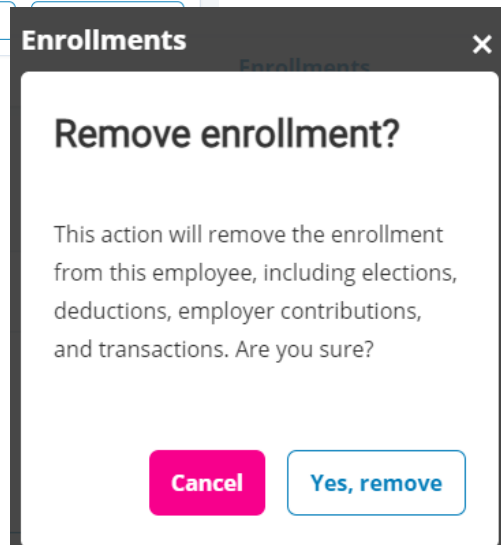 Enrollments
×
Enrollments
Remove enrollment?
This action will remove the enrollment
from this employee, including elections,
deductions, employer contributions,
and transactions. Are you sure?
Cancel
Yes, remove